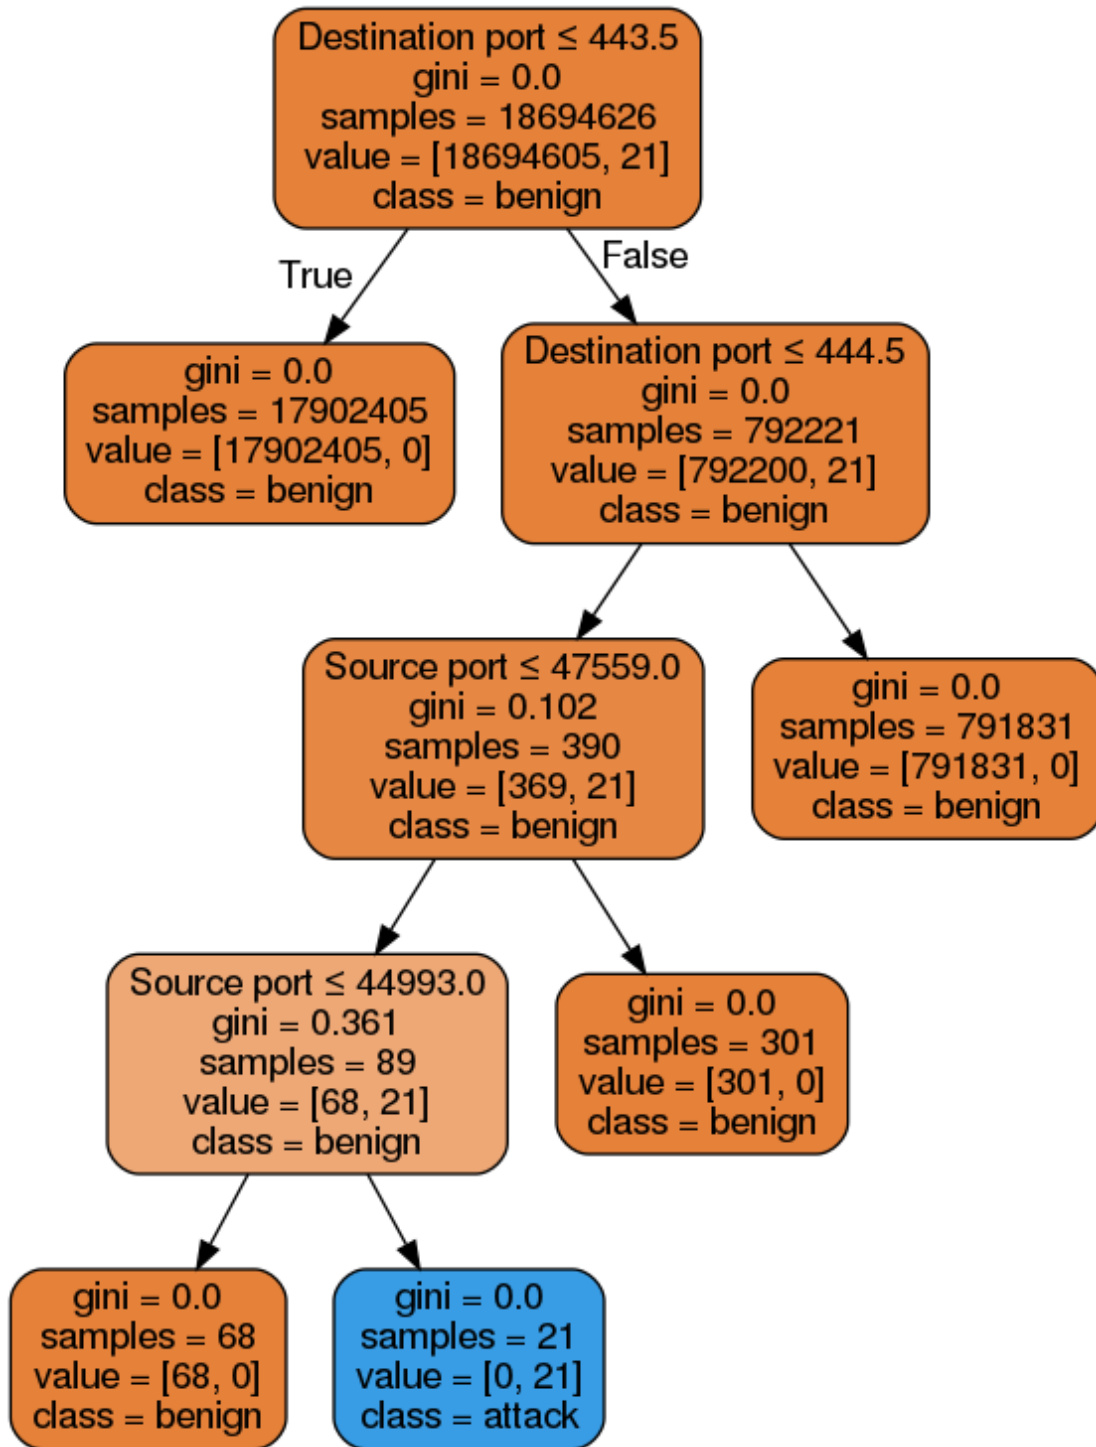 Destination port ≤ 443.5
gini = 0.0
samples = 18694626
value = [18694605, 21]
class = benign
True
False
gini = 0.0
samples = 17902405
value = [17902405, 0]
class = benign
Destination port ≤ 444.5
gini = 0.0
samples = 792221
value = [792200, 21]
class = benign
Source port ≤ 47559.0
gini = 0.102
samples = 390
value = [369, 21]
class = benign
gini = 0.0
samples = 791831
value = [791831, 0]
class = benign
Source port ≤ 44993.0
gini = 0.361
samples = 89
value = [68, 21]
class = benign
gini = 0.0
samples = 301
value = [301, 0]
class = benign
gini = 0.0
samples = 68
value = [68, 0]
class = benign
gini = 0.0
samples = 21
value = [0, 21]
class = attack